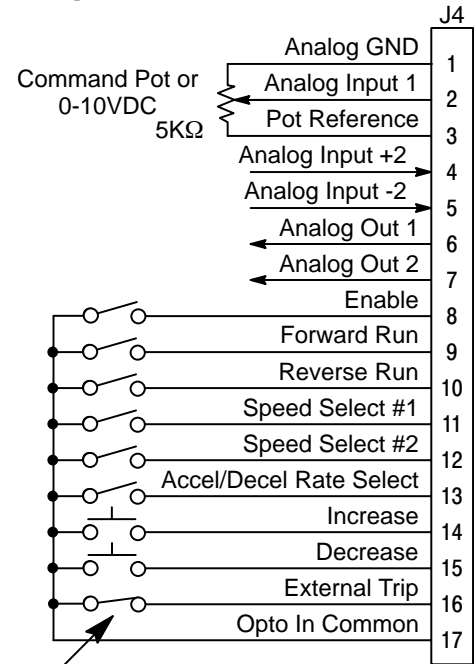 J4
Analog GND 1
Command Pot or
0-10VDC
5KΩ
Analog Input 1 2
Pot Reference 3
Analog Input +2 4
Analog Input -2 5
Analog Out 1 6
Analog Out 2 7
Enable 8
Forward Run 9
Reverse Run 10
Speed Select #1 11
Speed Select #2 12
Accel/Decel Rate Select 13
Increase 14
Decrease 15
External Trip 16
Opto In Common 17